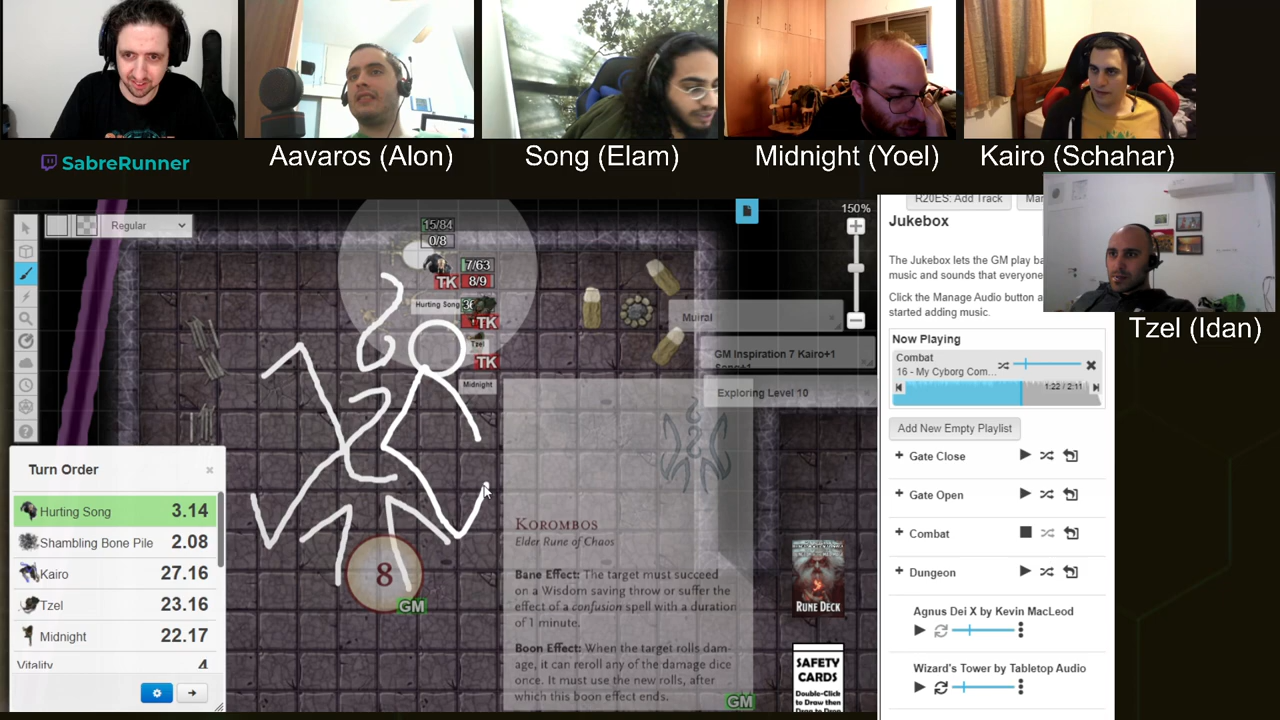 SabreRunner
Aavaros (Alon)
Song (Elam)
Midnight (Yoel)
Kairo (Schahar)
Tzel (Idan)
Regular
15/84
0/8
7/63
8/9
TK
Hurting Song
TK
Tzel
TK
Midnight
150%
Muiral
GM Inspiration 7 Kairo+1
Exploring Level 10
Turn Order
Hurting Song 3.14
Shambling Bone Pile 2.08
Kairo 27.16
Tzel 23.16
Midnight 22.17
Vitality 4
8
GM
KOROMBOS
Elder Rune of Chaos
Bane Effect: The target must succeed
on a Wisdom saving throw or suffer the
effect of a confusion spell with a duration
of 1 minute.
Boon Effect: When the target rolls dam-
age, it can reroll any of the damage dice
once. It must use the new rolls, after
which this boon effect ends.
GM
RUNE DECK
SAFETY
CARDS
Double-Click
to Draw then
R20ES: Add Track
Jukebox
The Jukebox lets the GM play
music and sounds that everyone
Click the Manage Audio button
started adding music.
Now Playing
Combat
16 - My Cyborg Com...
1:22 / 2:11
Add New Empty Playlist
+ Gate Close
+ Gate Open
+ Combat
+ Dungeon
Agnus Dei X by Kevin MacLeod
Wizard's Tower by Tabletop Audio